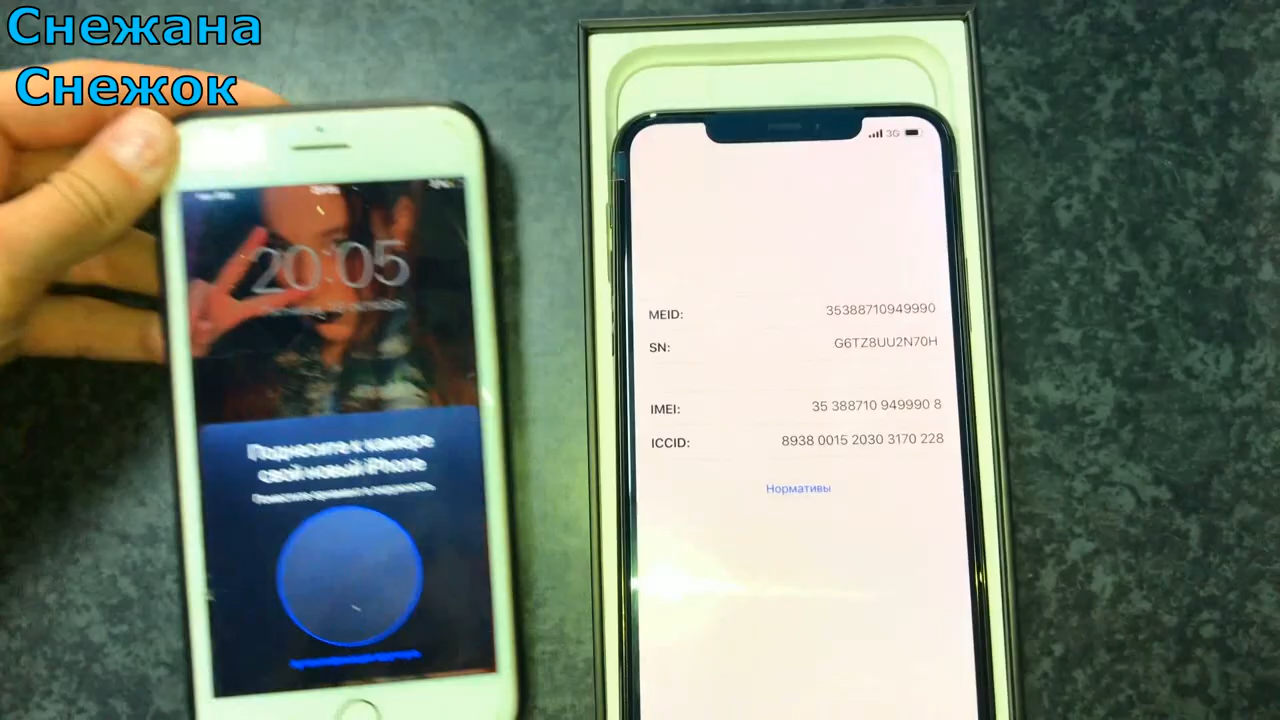 Снежана
Снежок
20:05
Поднесите к камере
свой новый iPhone
3G
MEID: 35388710949990
SN: G6TZ8UU2N70H
IMEI: 35 388710 949990 8
ICCID: 8938 0015 2030 3170 228
Нормативы